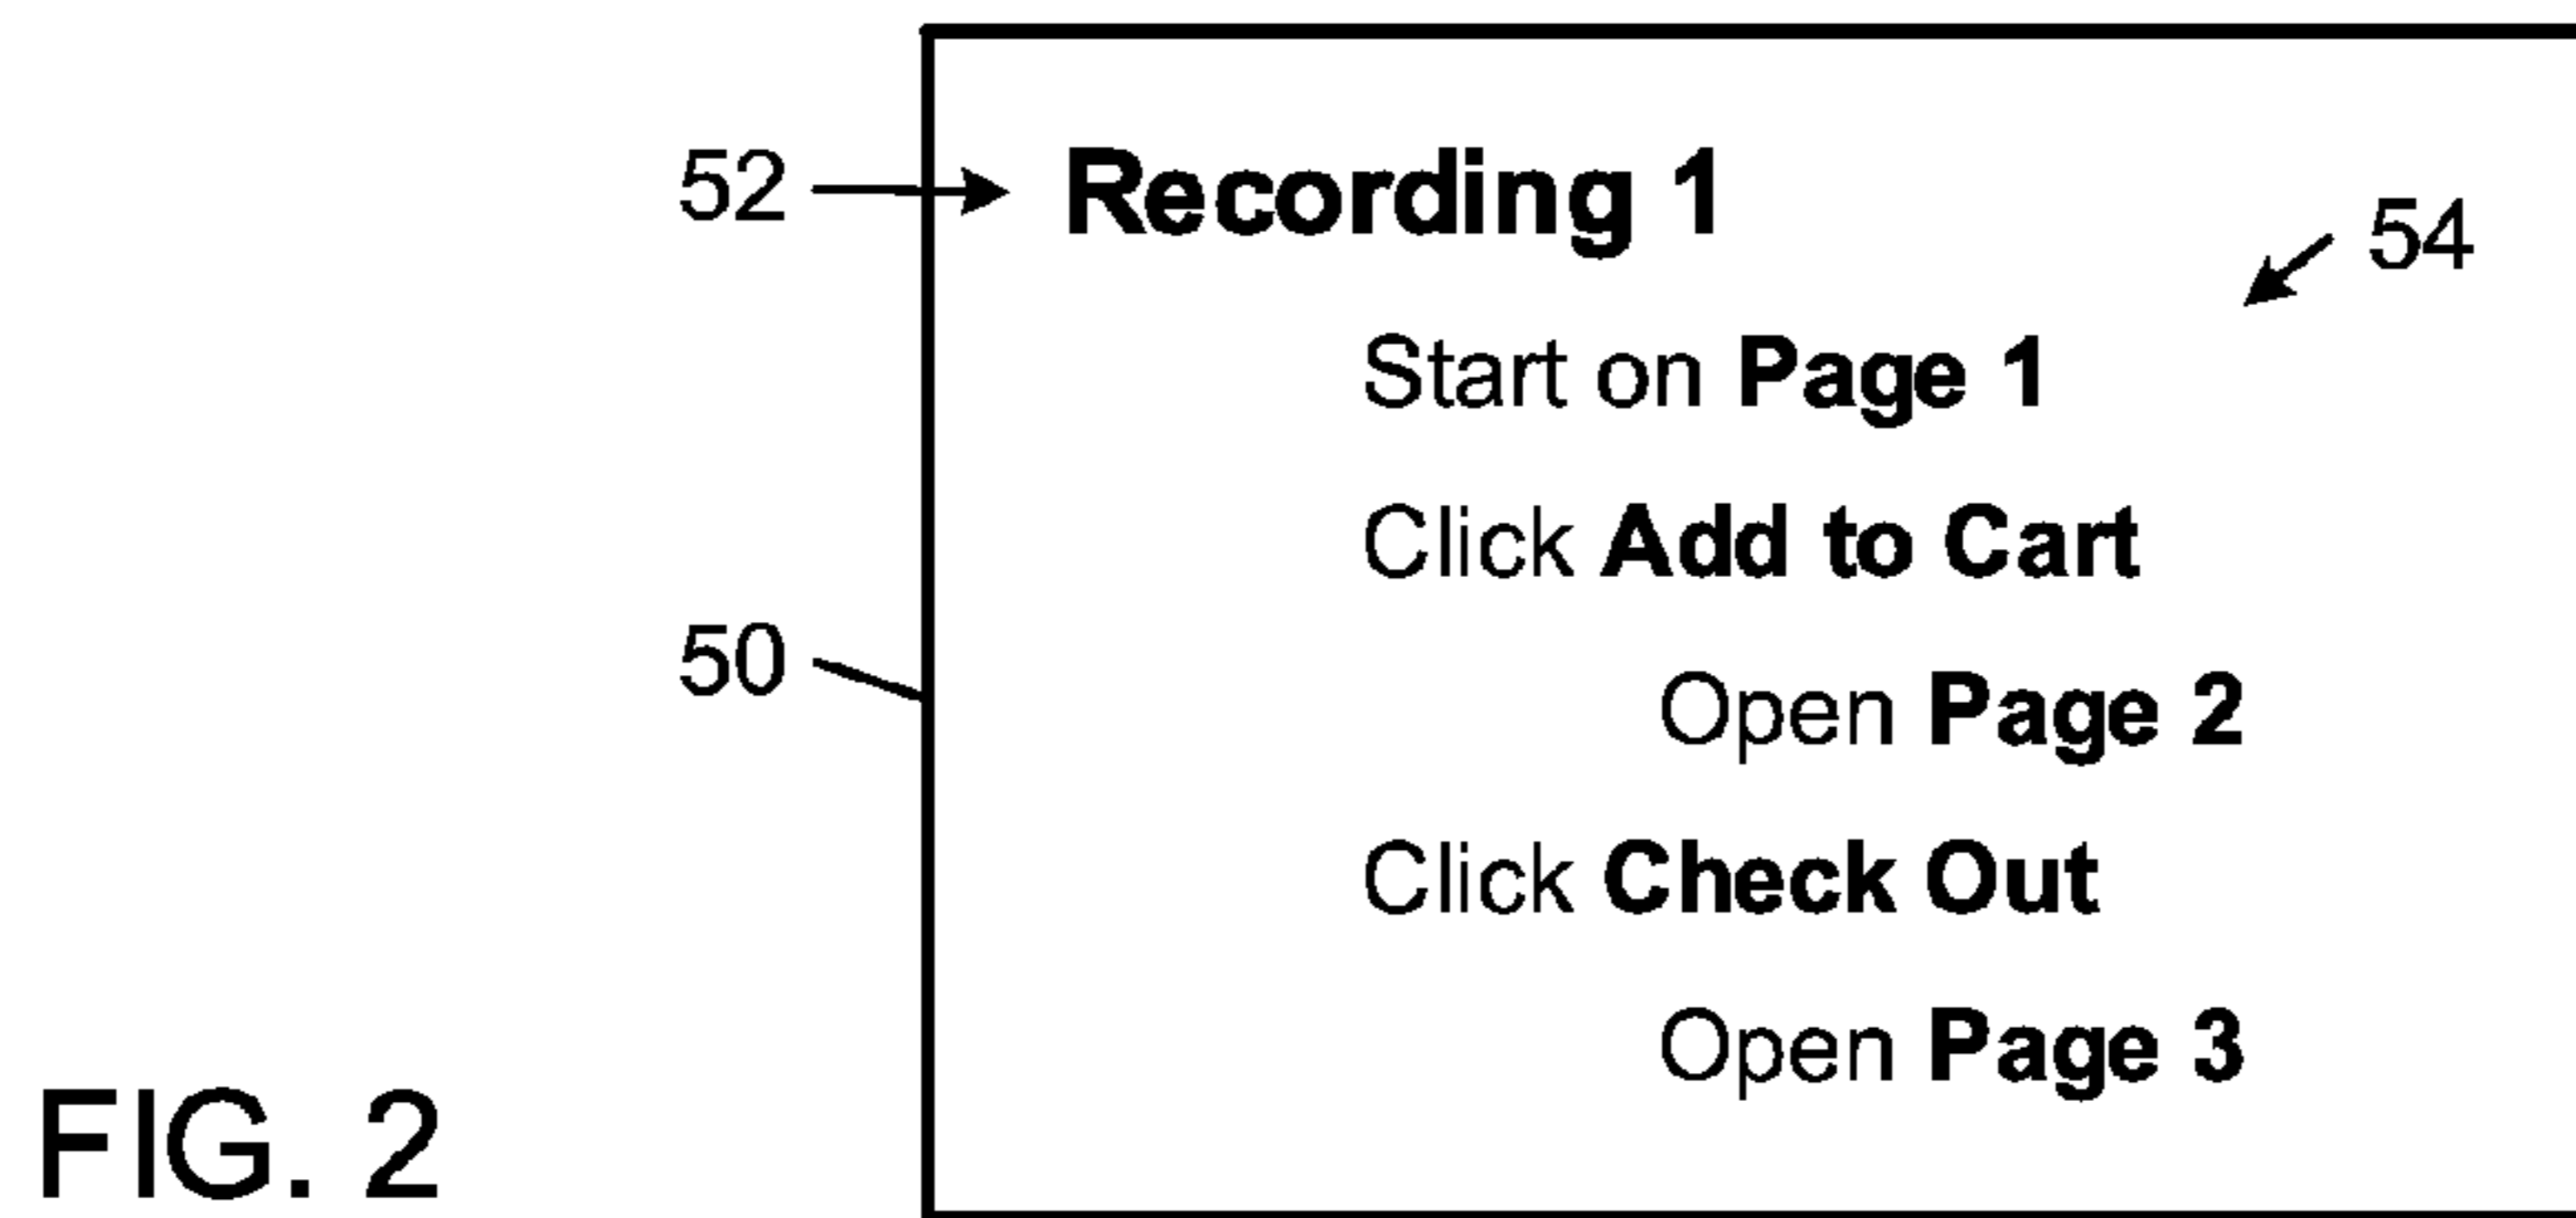 52 Recording 1
54
Start on Page 1
Click Add to Cart
50
Open Page 2
Click Check Out
Open Page 3
FIG. 2